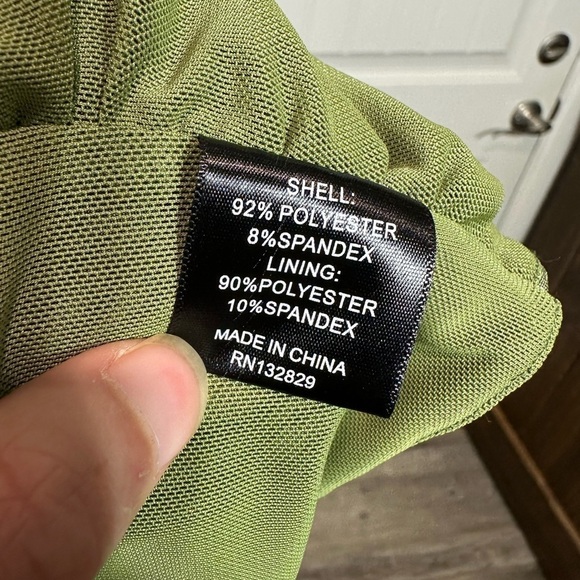 SHELL:
92% POLYESTER
8%SPANDEX
LINING:
90%POLYESTER
10%SPANDEX
MADE IN CHINA
RN132829